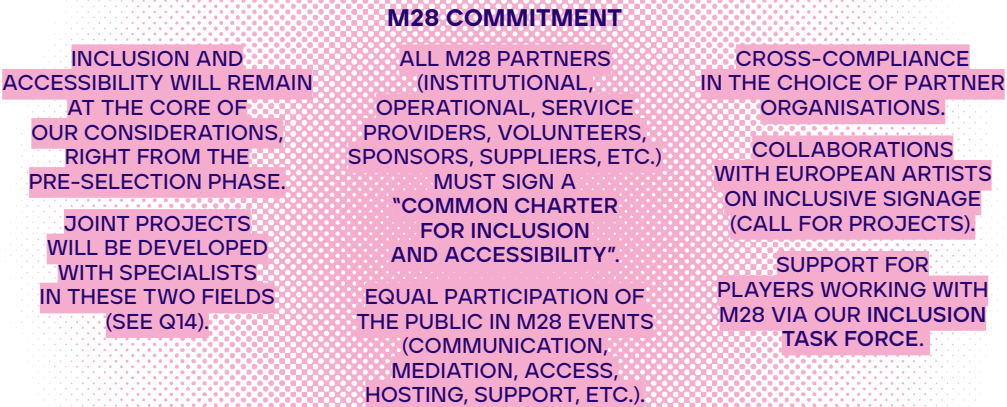 M28 COMMITMENT
INCLUSION AND
ACCESSIBILITY WILL REMAIN
AT THE CORE OF
OUR CONSIDERATIONS,
RIGHT FROM THE
PRE-SELECTION PHASE.
JOINT PROJECTS
WILL BE DEVELOPED
WITH SPECIALISTS
IN THESE TWO FIELDS
(SEE Q14).
ALL M28 PARTNERS
(INSTITUTIONAL,
OPERATIONAL, SERVICE
PROVIDERS, VOLUNTEERS,
SPONSORS, SUPPLIERS, ETC.)
MUST SIGN A
“COMMON CHARTER
FOR INCLUSION
AND ACCESSIBILITY”.
EQUAL PARTICIPATION OF
THE PUBLIC IN M28 EVENTS
(COMMUNICATION,
MEDIATION, ACCESS,
HOSTING, SUPPORT, ETC.).
CROSS-COMPLIANCE
IN THE CHOICE OF PARTNER
ORGANISATIONS.
COLLABORATIONS
WITH EUROPEAN ARTISTS
ON INCLUSIVE SIGNAGE
(CALL FOR PROJECTS).
SUPPORT FOR
PLAYERS WORKING WITH
M28 VIA OUR INCLUSION
TASK FORCE.